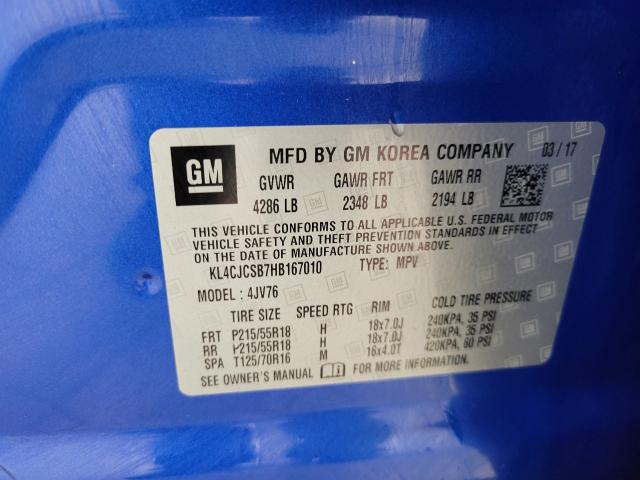 GM MFD BY GM KOREA COMPANY 03/17
GVWR GAWR FRT GAWR RR
4286 LB 2348 LB 2194 LB
THIS VEHICLE CONFORMS TO ALL APPLICABLE U.S. FEDERAL MOTOR
VEHICLE SAFETY AND THEFT PREVENTION STANDARDS IN EFFECT
ON THE DATE OF MANUFACTURE SHOWN ABOVE.
KL4CJCSB7HB167010 TYPE: MPV
MODEL : 4JV76
TIRE SIZE SPEED RTG RIM COLD TIRE PRESSURE
FRT P215/55R18 H 18x7.0J 240KPA, 35 PSI
RR P215/55R18 H 18x7.0J 240KPA, 35 PSI
SPA T125/70R16 M 16x4.0T 420KPA, 60 PSI
SEE OWNER'S MANUAL FOR MORE INFORMATION.